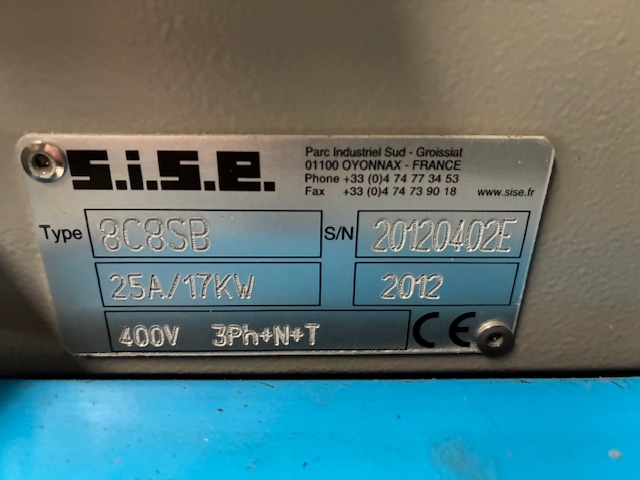 s.i.s.e.
Parc Industriel Sud - Groissiat
01100 OYONNAX - FRANCE
Phone +33 (0)4 74 77 34 53
Fax +33 (0)4 74 73 90 18 www.sise.fr
Type 8C8SB S/N 20120402E
25A/17KW 2012
400V 3Ph+N+T CE